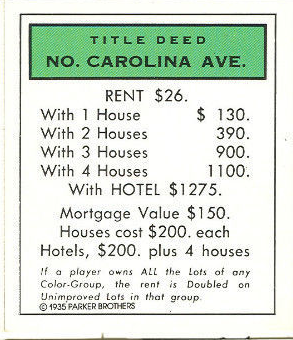 TITLE DEED
NO. CAROLINA AVE.
RENT $26.
With 1 House $ 130.
With 2 Houses 390.
With 3 Houses 900.
With 4 Houses 1100.
With HOTEL $1275.
Mortgage Value $150.
Houses cost $200. each
Hotels, $200. plus 4 houses
If a player owns ALL the Lots of any
Color-Group, the rent is Doubled on
Unimproved Lots in that group.
© 1935 PARKER BROTHERS